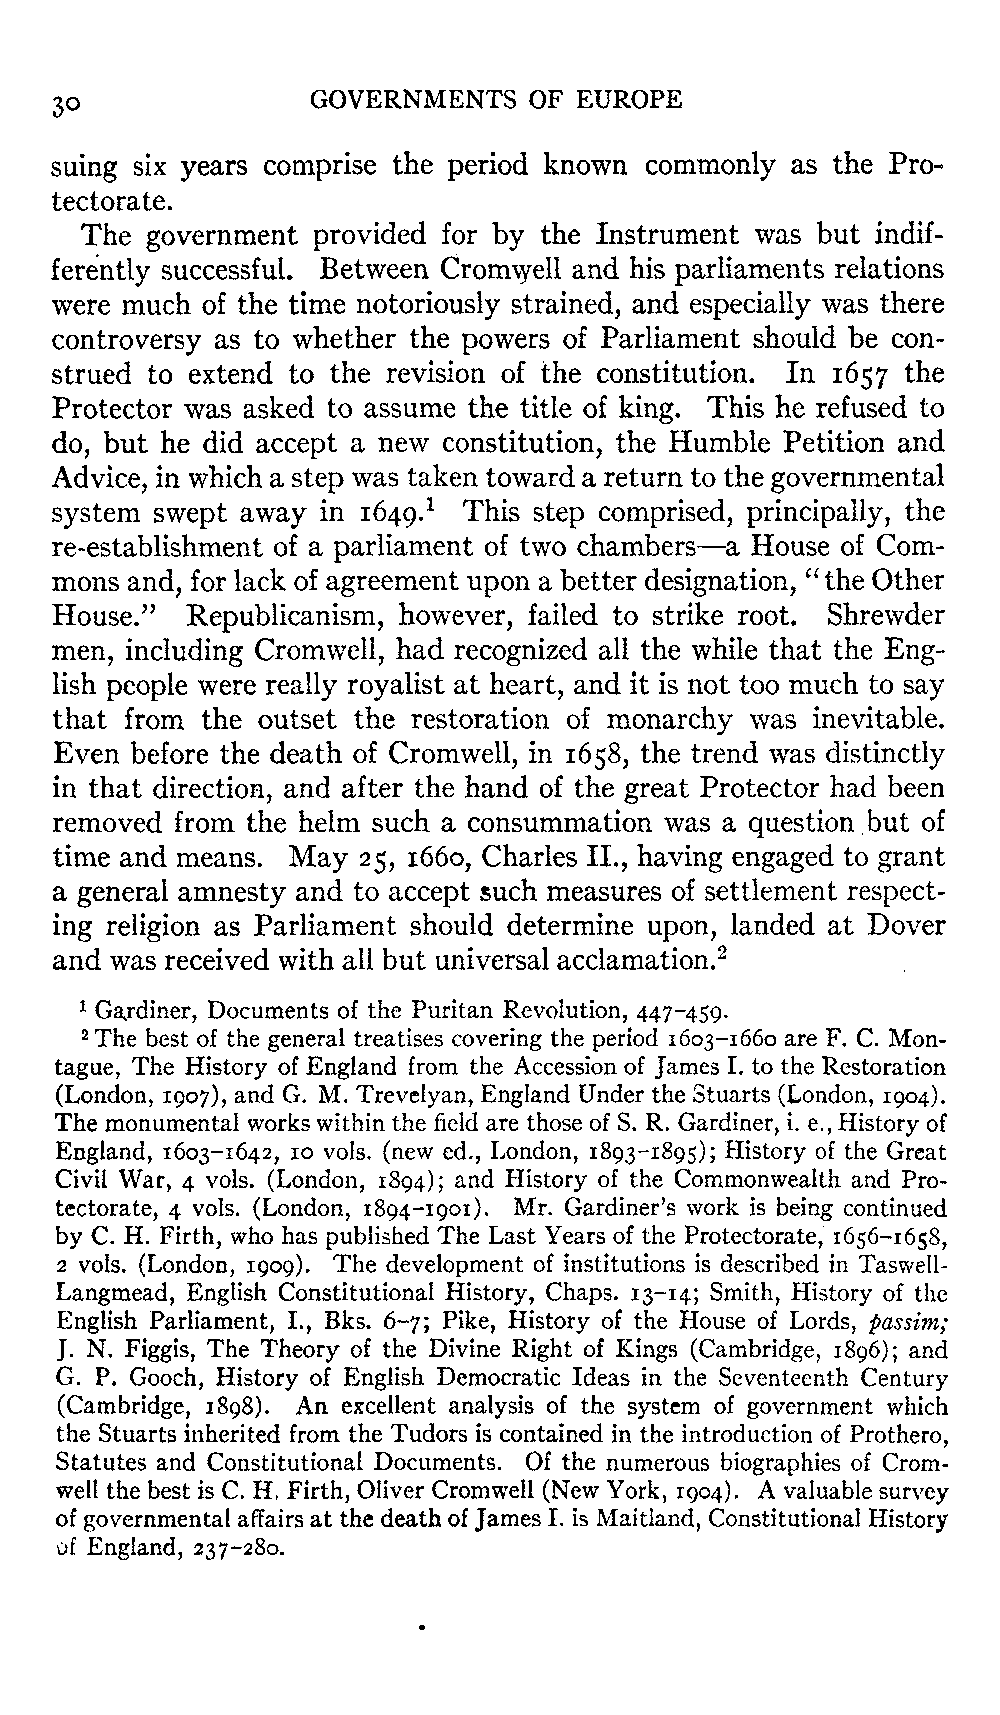 30 GOVERNMENTS OF EUROPE
suing six years comprise the period known commonly as the Pro-
tectorate.
The government provided for by the Instrument was but indif-
ferently successful. Between Cromwell and his parliaments relations
were much of the time notoriously strained, and especially was there
controversy as to whether the powers of Parliament should be con-
strued to extend to the revision of the constitution. In 1657 the
Protector was asked to assume the title of king. This he refused to
do, but he did accept a new constitution, the Humble Petition and
Advice, in which a step was taken toward a return to the governmental
system swept away in 1649.¹ This step comprised, principally, the
re-establishment of a parliament of two chambers—a House of Com-
mons and, for lack of agreement upon a better designation, “the Other
House.” Republicanism, however, failed to strike root. Shrewder
men, including Cromwell, had recognized all the while that the Eng-
lish people were really royalist at heart, and it is not too much to say
that from the outset the restoration of monarchy was inevitable.
Even before the death of Cromwell, in 1658, the trend was distinctly
in that direction, and after the hand of the great Protector had been
removed from the helm such a consummation was a question but of
time and means. May 25, 1660, Charles II., having engaged to grant
a general amnesty and to accept such measures of settlement respect-
ing religion as Parliament should determine upon, landed at Dover
and was received with all but universal acclamation.²
¹ Gardiner, Documents of the Puritan Revolution, 447–459.
² The best of the general treatises covering the period 1603–1660 are F. C. Mon-
tague, The History of England from the Accession of James I. to the Restoration
(London, 1907), and G. M. Trevelyan, England Under the Stuarts (London, 1904).
The monumental works within the field are those of S. R. Gardiner, i. e., History of
England, 1603–1642, 10 vols. (new ed., London, 1893–1895); History of the Great
Civil War, 4 vols. (London, 1894); and History of the Commonwealth and Pro-
tectorate, 4 vols. (London, 1894–1901). Mr. Gardiner's work is being continued
by C. H. Firth, who has published The Last Years of the Protectorate, 1656–1658,
2 vols. (London, 1909). The development of institutions is described in Taswell-
Langmead, English Constitutional History, Chaps. 13–14; Smith, History of the
English Parliament, I., Bks. 6–7; Pike, History of the House of Lords, passim;
J. N. Figgis, The Theory of the Divine Right of Kings (Cambridge, 1896); and
G. P. Gooch, History of English Democratic Ideas in the Seventeenth Century
(Cambridge, 1898). An excellent analysis of the system of government which
the Stuarts inherited from the Tudors is contained in the introduction of Prothero,
Statutes and Constitutional Documents. Of the numerous biographies of Crom-
well the best is C. H. Firth, Oliver Cromwell (New York, 1904). A valuable survey
of governmental affairs at the death of James I. is Maitland, Constitutional History
of England, 237–280.